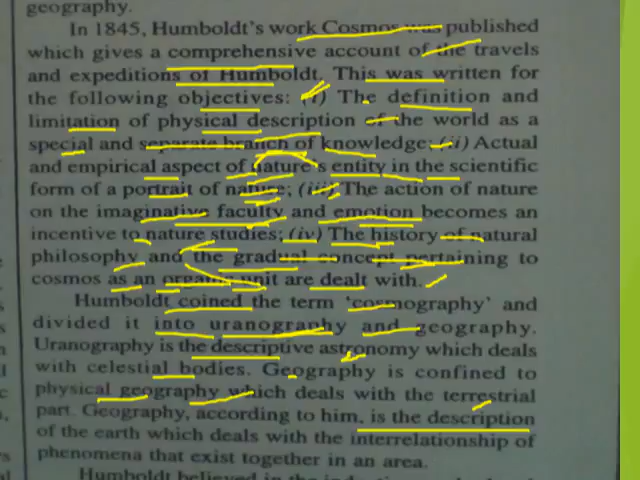 geography.
In 1845, Humboldt's work Cosmos was published
which gives a comprehensive account of the travels
and expeditions of Humboldt. This was written for
the following objectives: (i) The definition and
limitation of physical description of the world as a
special and separate branch of knowledge; (ii) Actual
and empirical aspect of nature's entity in the scientific
form of a portrait of nature; (iii) The action of nature
on the imaginative faculty and emotion becomes an
incentive to nature studies; (iv) The history of natural
philosophy and the gradual concept pertaining to
cosmos as an organic unit are dealt with.
Humboldt coined the term 'cosmography' and
divided it into uranography and geography.
Uranography is the descriptive astronomy which deals
with celestial bodies. Geography is confined to
physical geography which deals with the terrestrial
part. Geography, according to him, is the description
of the earth which deals with the interrelationship of
phenomena that exist together in an area.
Humboldt believed in the